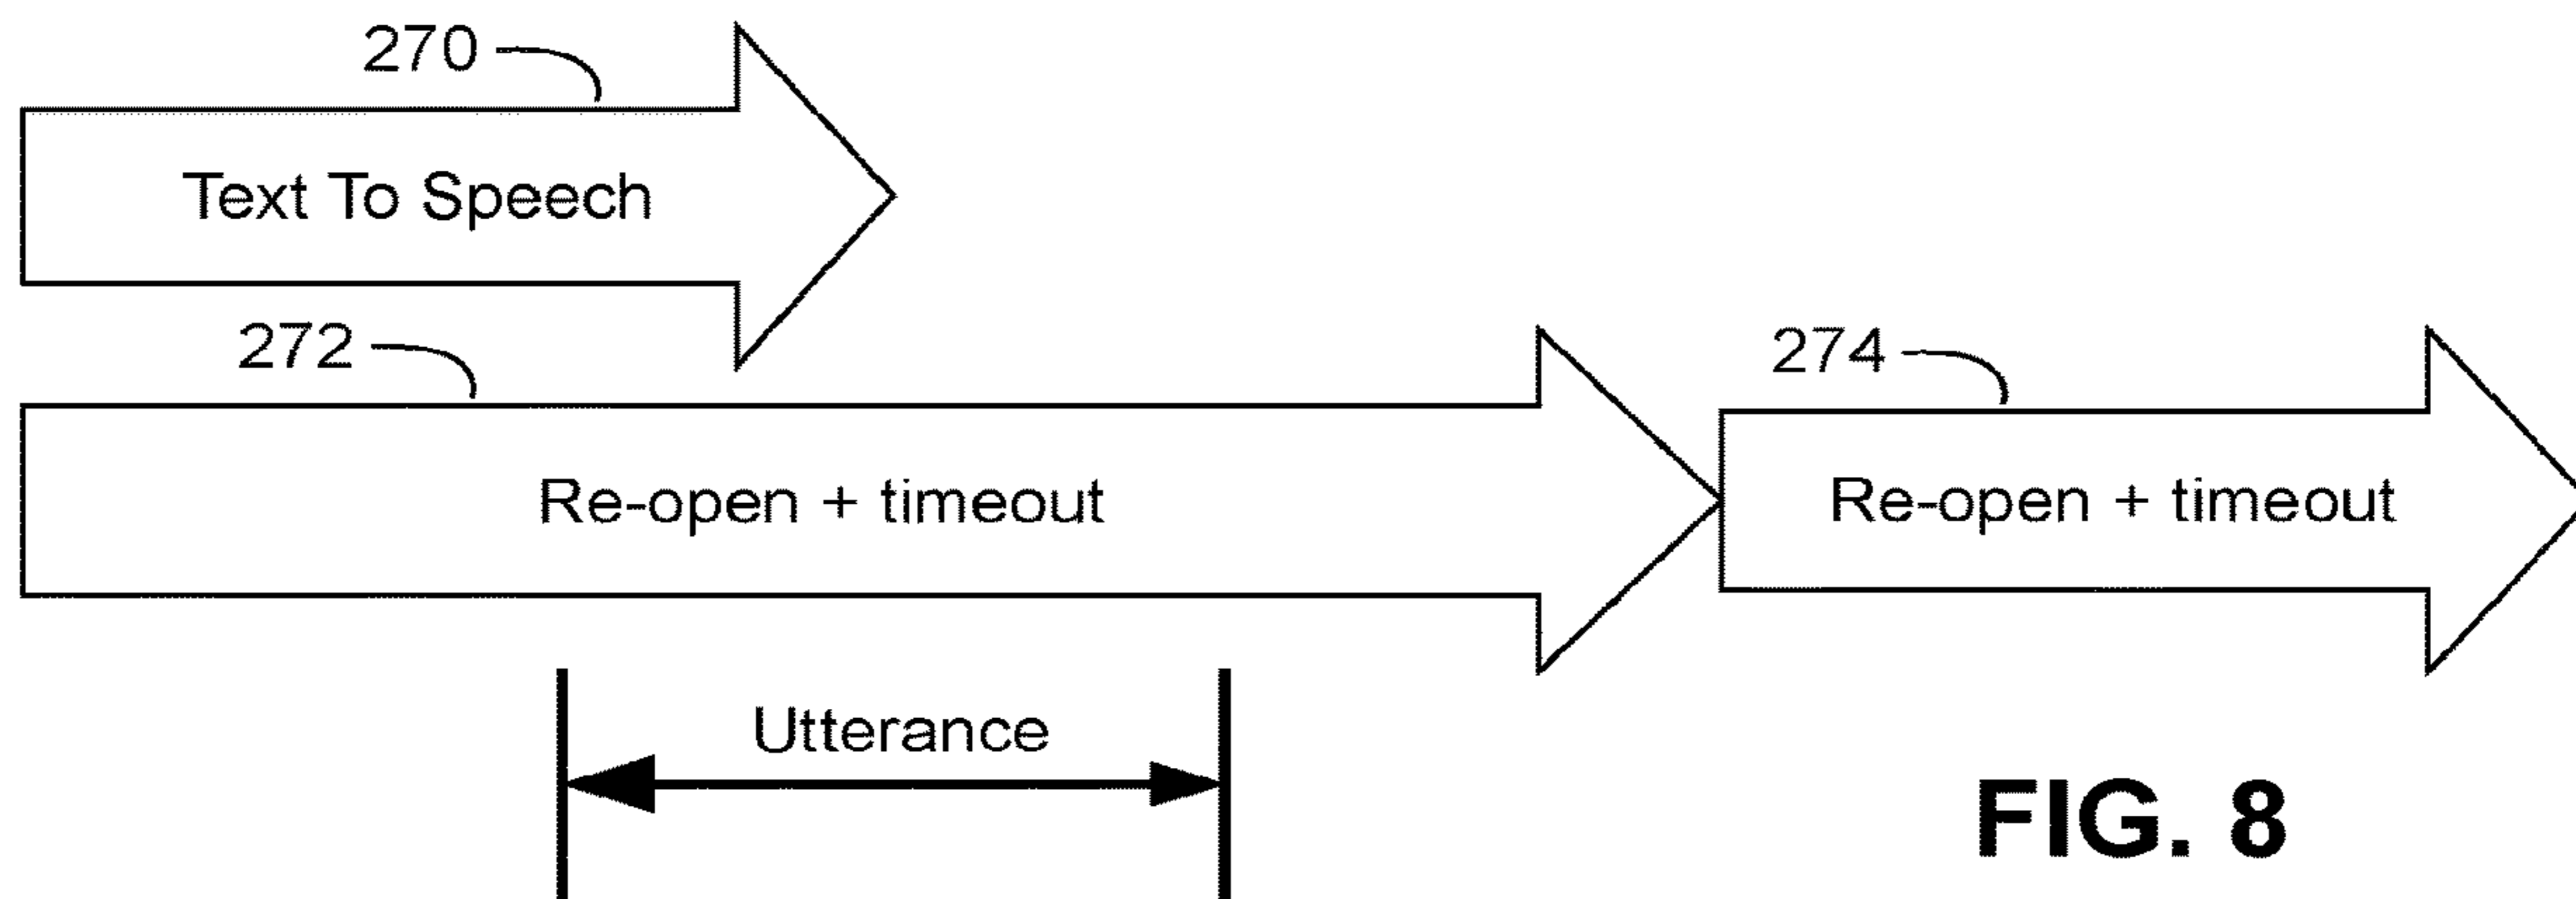 270
Text To Speech
272
274
Re-open + timeout
Re-open + timeout
Utterance
FIG. 8